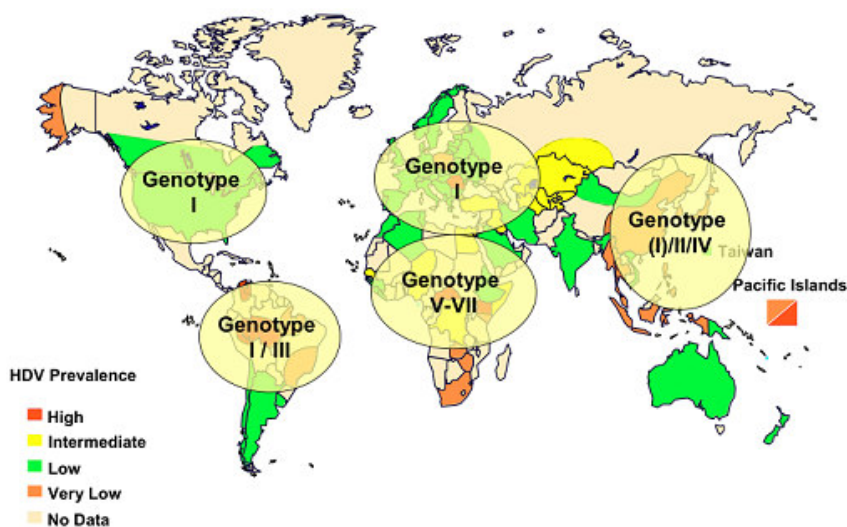 Genotype
I
Genotype
I
Genotype
(I)/II/IV
Taiwan
Genotype
V-VII
Pacific Islands
Genotype
I / III
HDV Prevalence
High
Intermediate
Low
Very Low
No Data